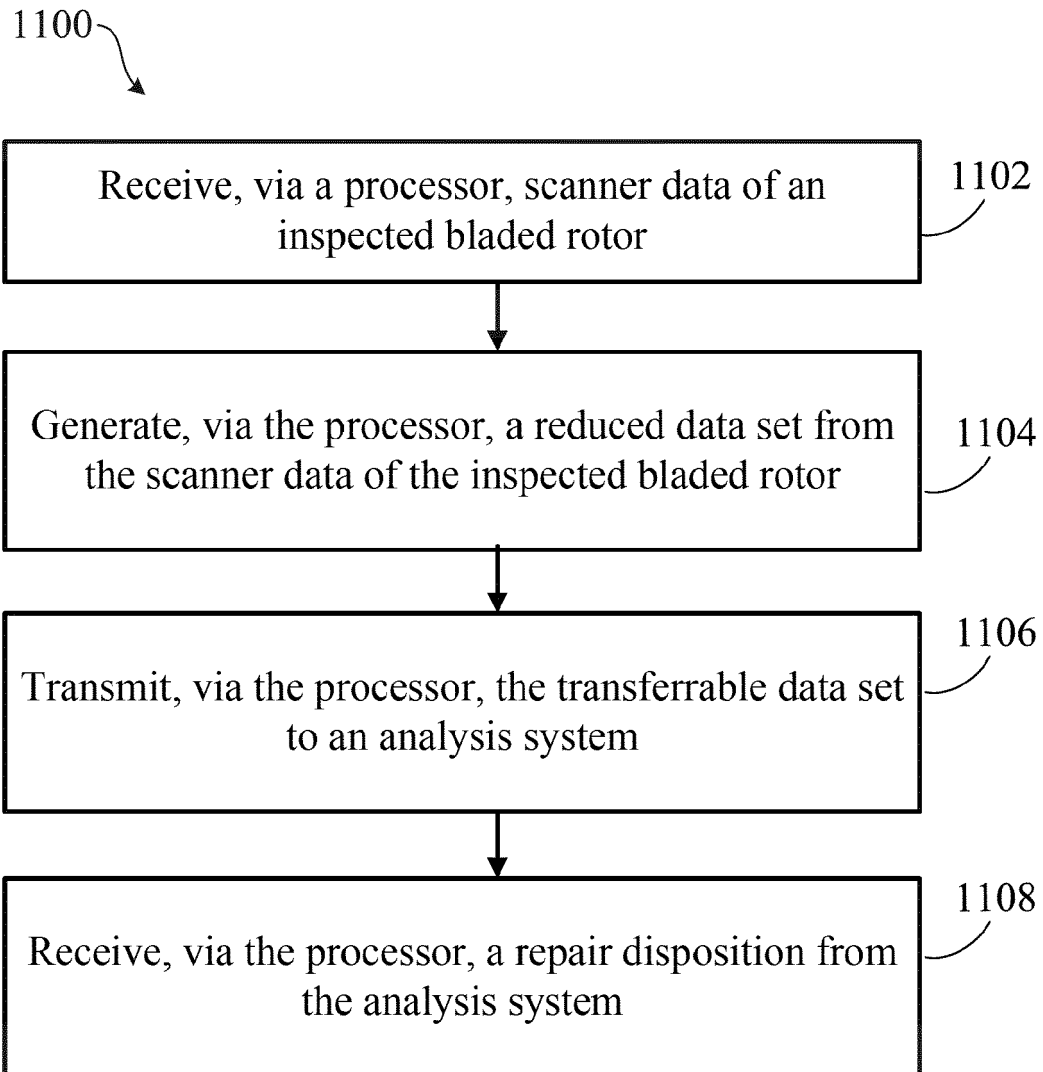 1100
Receive, via a processor, scanner data of an
inspected bladed rotor
1102
Generate, via the processor, a reduced data set from
the scanner data of the inspected bladed rotor
1104
Transmit, via the processor, the transferrable data set
to an analysis system
1106
Receive, via the processor, a repair disposition from
the analysis system
1108